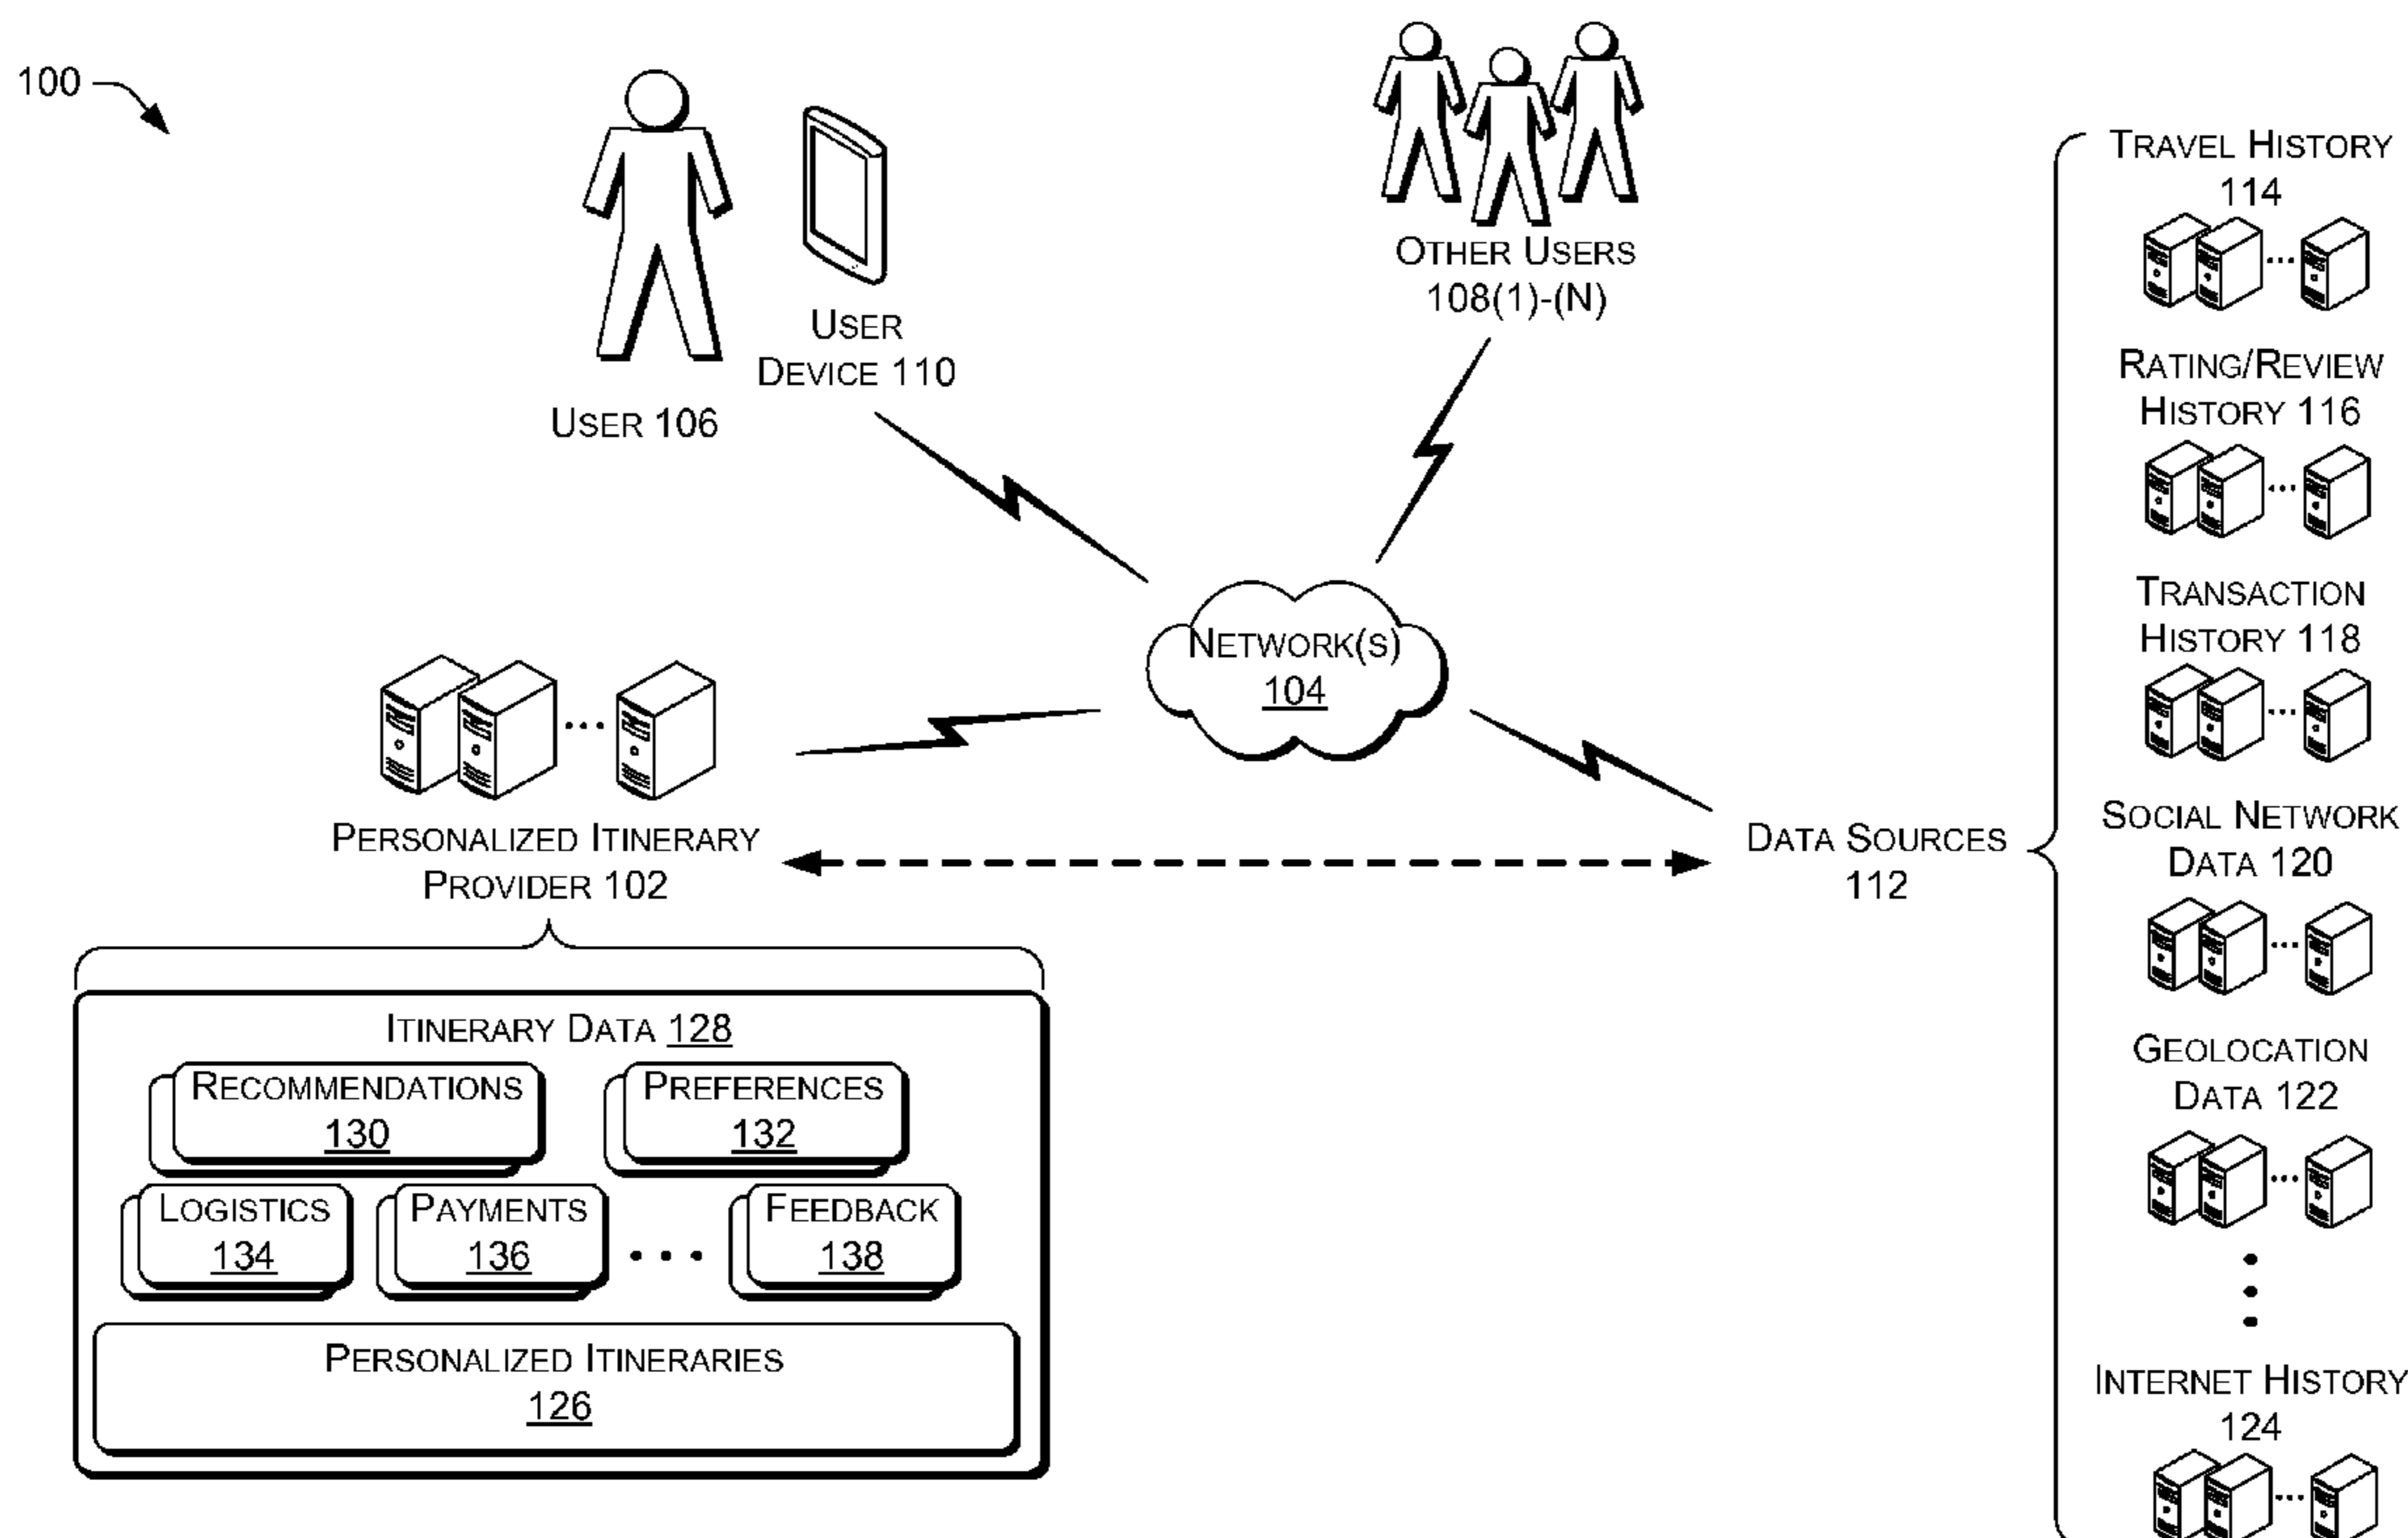 100
USER
DEVICE 110
USER 106
OTHER USERS
108(1)-(N)
NETWORK(S)
104
PERSONALIZED ITINERARY
PROVIDER 102
DATA SOURCES
112
TRAVEL HISTORY
114
RATING/REVIEW
HISTORY 116
TRANSACTION
HISTORY 118
SOCIAL NETWORK
DATA 120
GEOLOCATION
DATA 122
INTERNET HISTORY
124
ITINERARY DATA 128
RECOMMENDATIONS
130
PREFERENCES
132
LOGISTICS
134
PAYMENTS
136
FEEDBACK
138
PERSONALIZED ITINERARIES
126